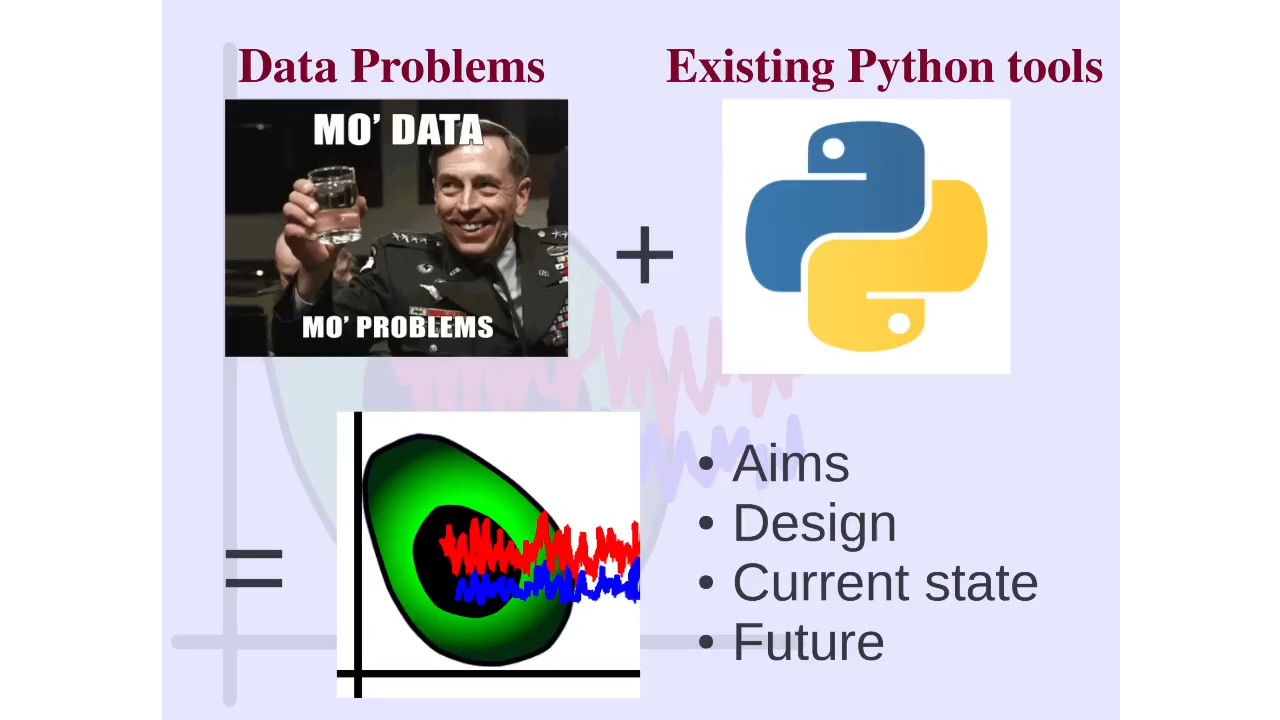 Data Problems
Existing Python tools
MO' DATA
MO' PROBLEMS
+
=
• Aims
• Design
• Current state
• Future